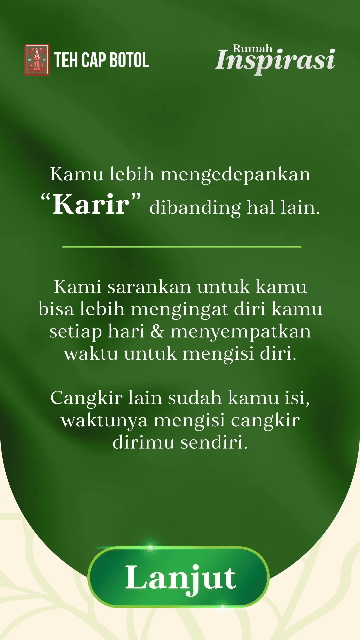 TEH CAP BOTOL
Rumah
Inspirasi
Kamu lebih mengedepankan
“Karir” dibanding hal lain.
Kami sarankan untuk kamu
bisa lebih mengingat diri kamu
setiap hari & menyempatkan
waktu untuk mengisi diri.
Cangkir lain sudah kamu isi,
waktunya mengisi cangkir
dirimu sendiri.
Lanjut